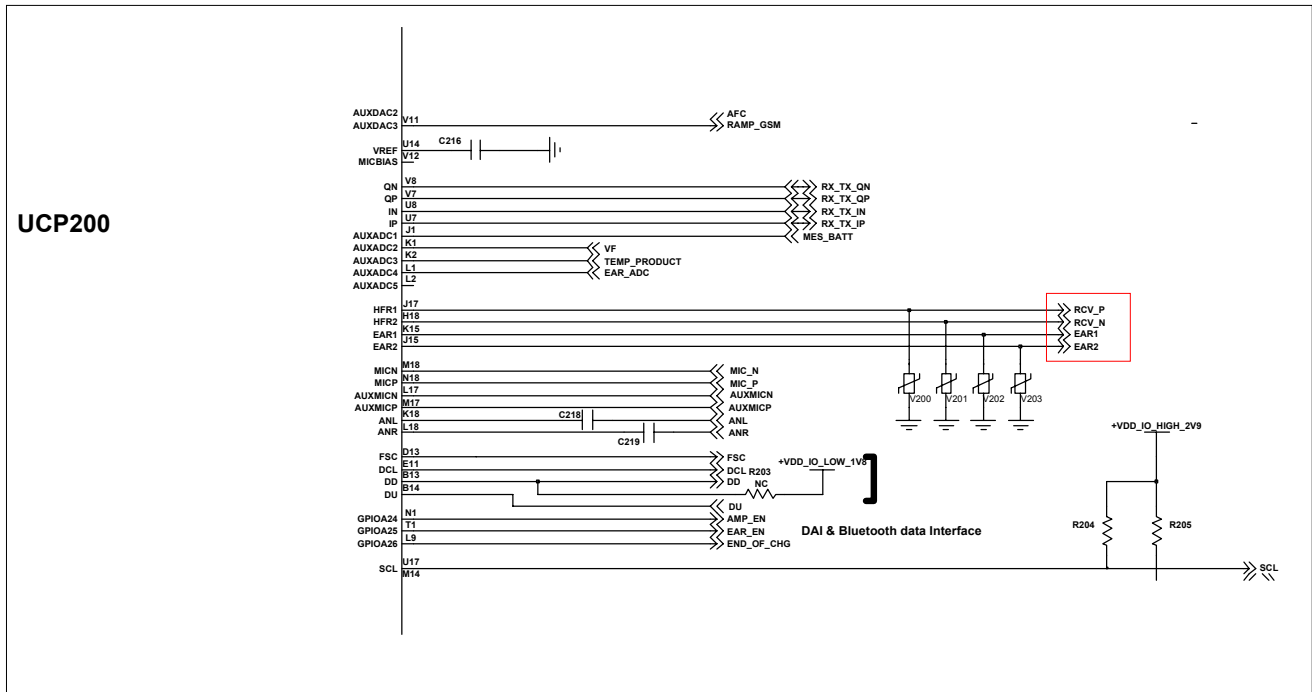 AUXDAC2 AFC
AUXDAC3 V11 RAMP_GSM
VREF U14 C216
MICBIAS V12
QN V8 RX_TX_QN
QP V7 RX_TX_QP
UCP200
IN U8 RX_TX_IN
IP U7 RX_TX_IP
AUXADC1 J1 MES_BATT
AUXADC2 K1 VF
AUXADC3 K2 TEMP_PRODUCT
AUXADC4 L1 EAR_ADC
AUXADC5 L2
HFR1 J17 RCV_P
HFR2 H18 RCV_N
EAR1 K15 EAR1
EAR2 J15 EAR2
MICN M18 MIC_N
MICP N18 MIC_P
AUXMICN L17 AUXMICN
AUXMICP M17 AUXMICP
V200 V201 V202 V203
ANL K18 C218 ANL
ANR L18 C219 ANR
+VDD_IO_HIGH_2V9
FSC D13 FSC
DCL E11 DCL R203 +VDD_IO_LOW_1V8
DD B13 DD NC
DU B14 DU
GPIOA24 N1 AMP_EN
GPIOA25 T1 EAR_EN DAI & Bluetooth data Interface
R204 R205
GPIOA26 L9 END_OF_CHG
SCL U17 SCL
M14